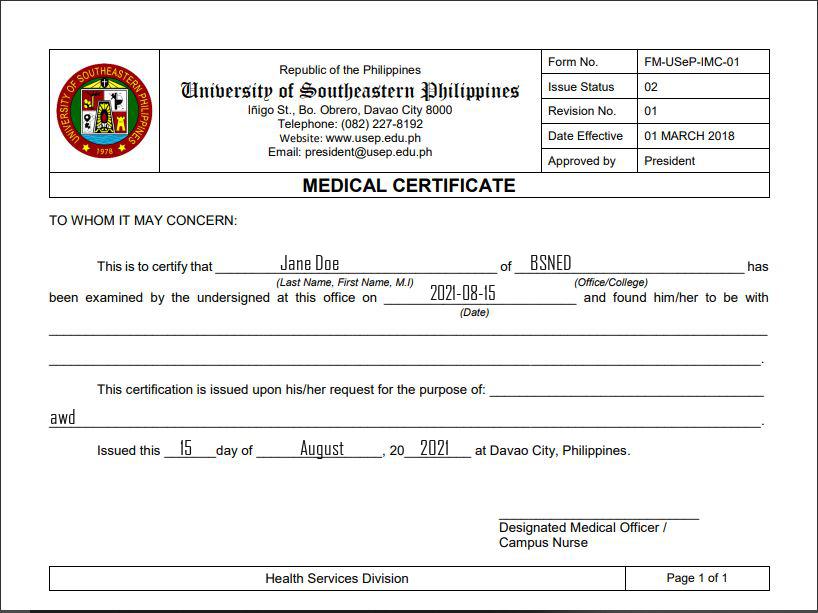 Form No. FM-USeP-IMC-01
Republic of the Philippines
University of Southeastern Philippines
Issue Status 02
Iñigo St., Bo. Obrero, Davao City 8000
Revision No. 01
Telephone: (082) 227-8192
Website: www.usep.edu.ph
Date Effective 01 MARCH 2018
Email: president@usep.edu.ph
Approved by President
UNIVERSITY OF SOUTHEASTERN PHILIPPINES
1978
MEDICAL CERTIFICATE
TO WHOM IT MAY CONCERN:
This is to certify that Jane Doe of BSNED has
(Last Name, First Name, M.I) (Office/College)
been examined by the undersigned at this office on 2021-08-15 and found him/her to be with
(Date)
.
This certification is issued upon his/her request for the purpose of:
awd .
Issued this 15 day of August , 20 2021 at Davao City, Philippines.
Designated Medical Officer /
Campus Nurse
Health Services Division Page 1 of 1